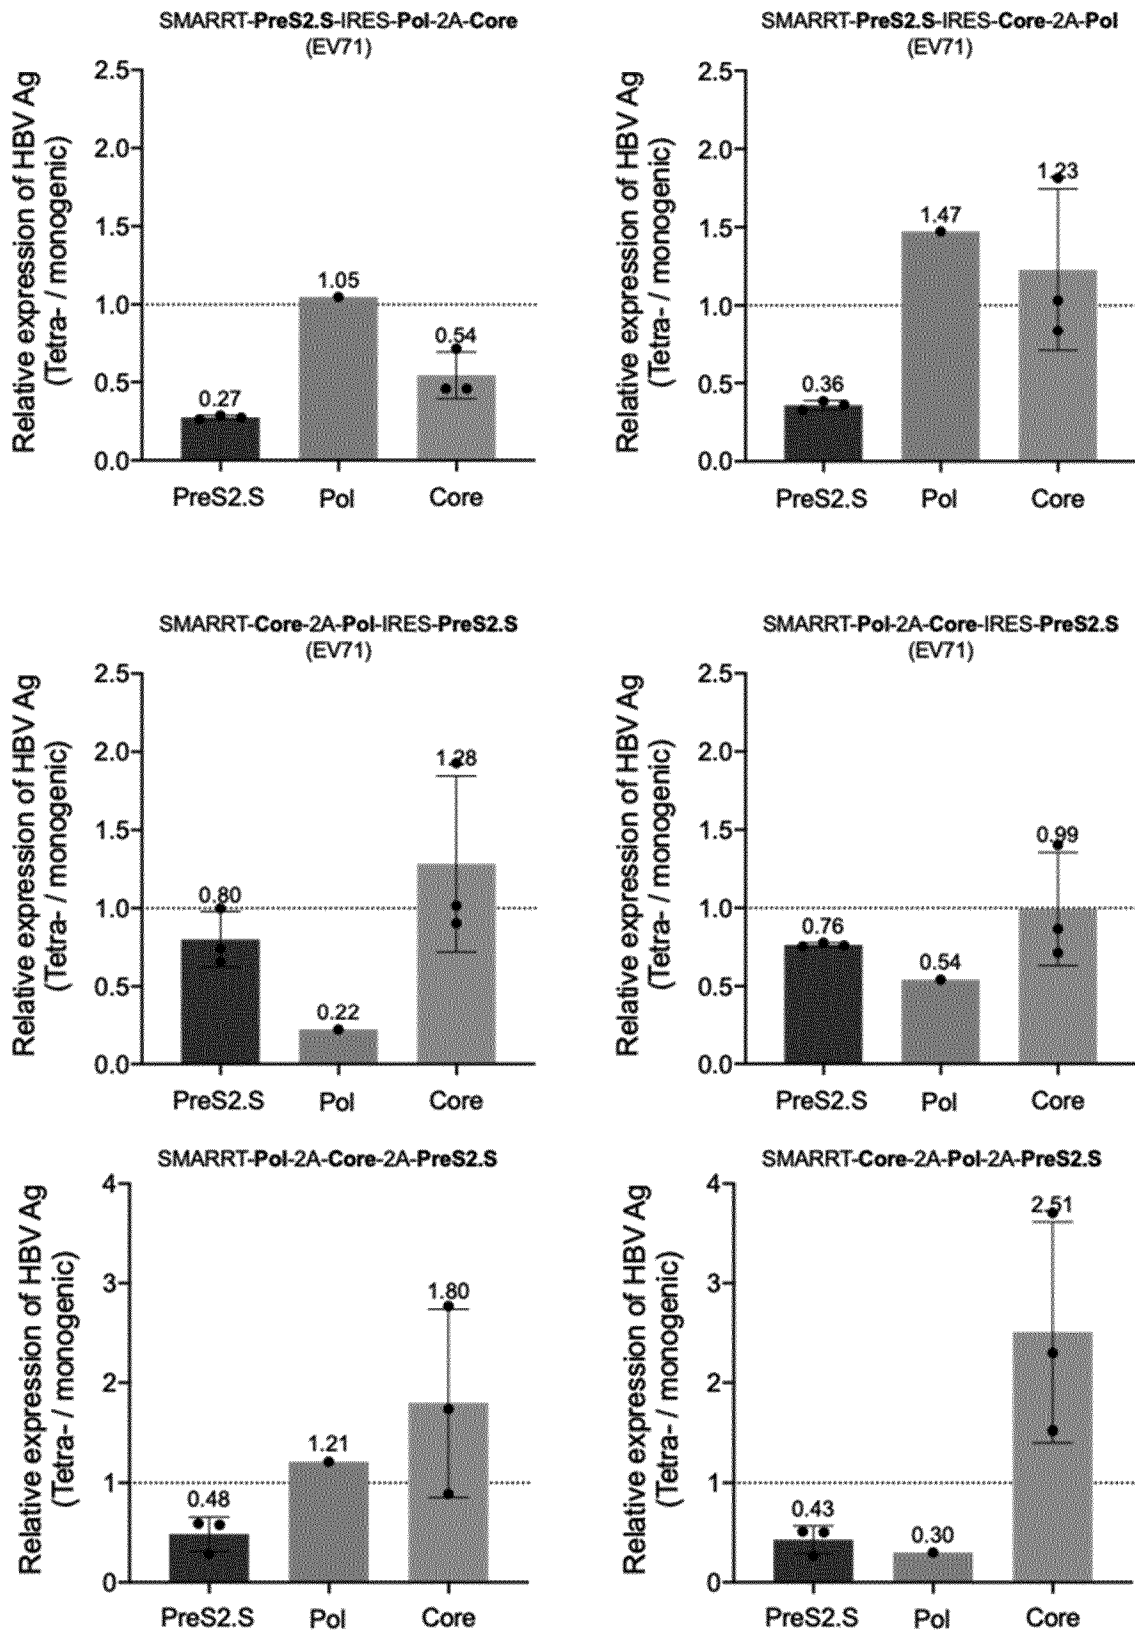 SMARRT-PreS2.S-IRES-Pol-2A-Core
(EV71)
Relative expression of HBV Ag
(Tetra- / monogenic)
2.5
2.0
1.5
1.0
0.5
0.0
0.27
1.05
0.54
PreS2.S
Pol
Core
SMARRT-PreS2.S-IRES-Core-2A-Pol
(EV71)
Relative expression of HBV Ag
(Tetra- / monogenic)
2.5
2.0
1.5
1.0
0.5
0.0
0.36
1.47
1.23
PreS2.S
Pol
Core
SMARRT-Core-2A-Pol-IRES-PreS2.S
(EV71)
Relative expression of HBV Ag
(Tetra- / monogenic)
2.5
2.0
1.5
1.0
0.5
0.0
0.80
0.22
1.28
PreS2.S
Pol
Core
SMARRT-Pol-2A-Core-IRES-PreS2.S
(EV71)
Relative expression of HBV Ag
(Tetra- / monogenic)
2.5
2.0
1.5
1.0
0.5
0.0
0.76
0.54
0.99
PreS2.S
Pol
Core
SMARRT-Pol-2A-Core-2A-PreS2.S
Relative expression of HBV Ag
(Tetra- / monogenic)
4
3
2
1
0
0.48
1.21
1.80
PreS2.S
Pol
Core
SMARRT-Core-2A-Pol-2A-PreS2.S
Relative expression of HBV Ag
(Tetra- / monogenic)
4
3
2
1
0
0.43
0.30
2.51
PreS2.S
Pol
Core